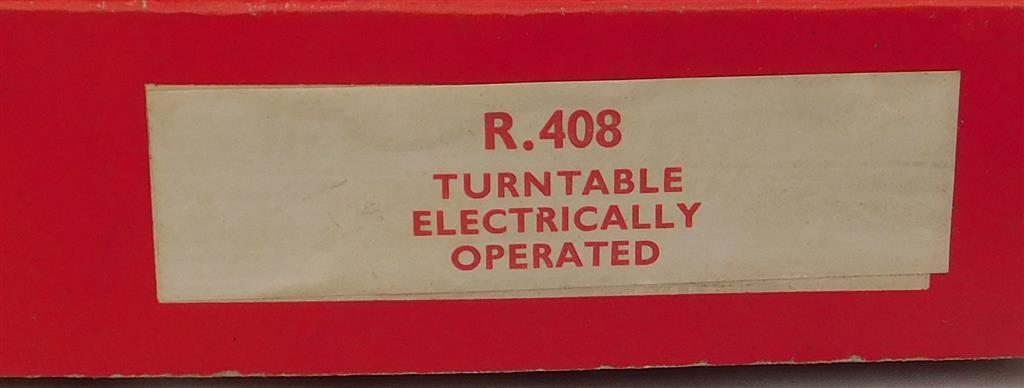 R.408
TURNTABLE
ELECTRICALLY
OPERATED